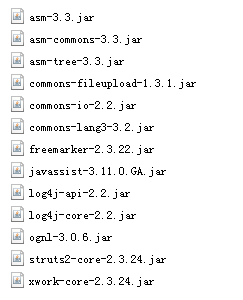 asm-3.3.jar
asm-commons-3.3.jar
asm-tree-3.3.jar
commons-fileupload-1.3.1.jar
commons-io-2.2.jar
commons-lang3-3.2.jar
freemarker-2.3.22.jar
javassist-3.11.0.GA.jar
log4j-api-2.2.jar
log4j-core-2.2.jar
ognl-3.0.6.jar
struts2-core-2.3.24.jar
xwork-core-2.3.24.jar